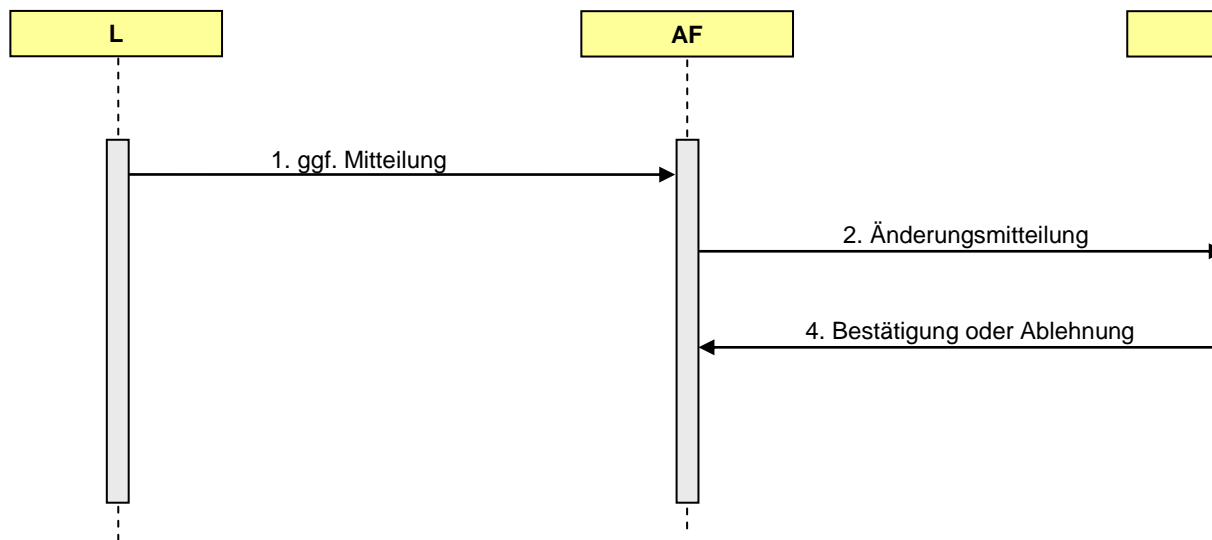 L
AF
1. ggf. Mitteilung
2. Änderungsmitteilung
4. Bestätigung oder Ablehnung